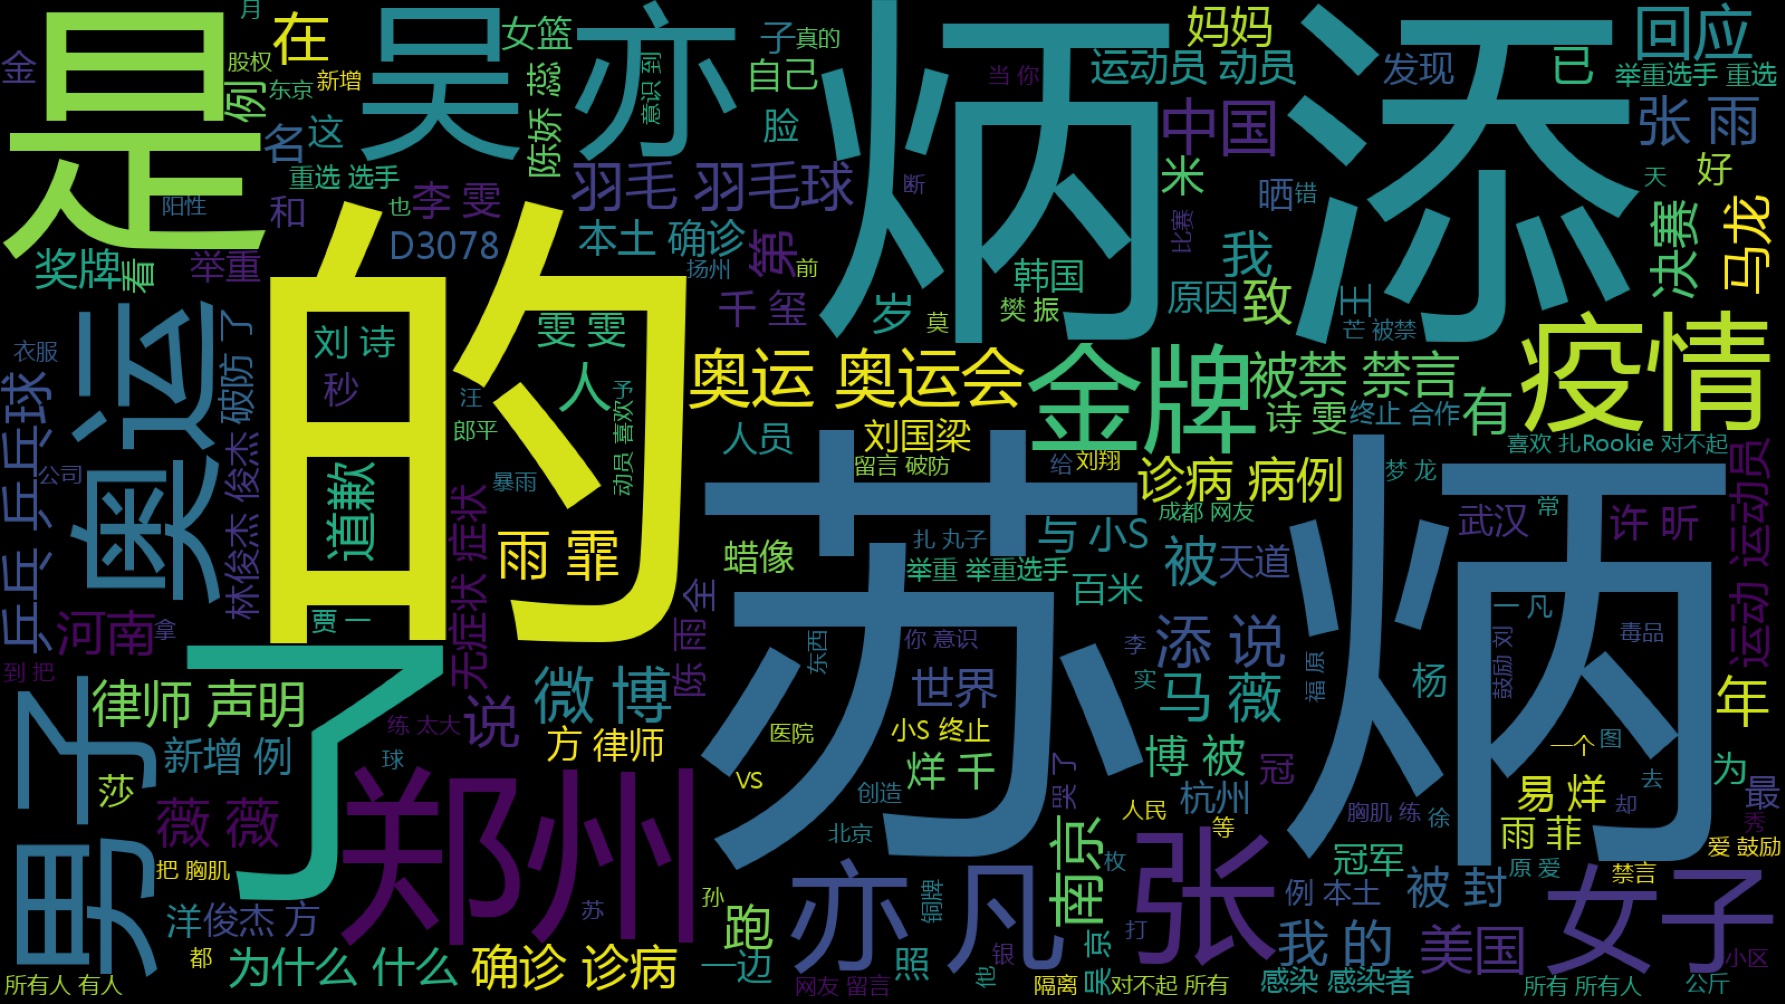 是
的
了
苏 炳
炳 添
吴 亦
亦 凡
郑州
张
奥运
男子
女子
疫情
金牌
奥运 奥运会
月
金
股权
在
例
东京
新增
名
这
重选 选手
阳性
和
也
李 雯
D3078
奖牌
看
举重
女篮
子
真的
陈娇 惢
意识 到
自己
脸
羽毛 羽毛球
本土 确诊
扬州
第
前
千 玺
岁
莫
断
当 你
妈妈
运动员 动员
中国
米
比赛
我
晒
错
韩国
樊 振
原因
致
王
芒 被禁
发现
已
回应
举重选手 重选
张 雨
天
好
决赛
马龙
衣服
乒乓 乒乓球
公司
破防 了
林俊杰 俊杰
刘 诗
秒
道歉
贾 一
汪
郎平
雯 雯
人
动员 喜欢
予
暴雨
雨 霏
无症状 症状
人员
刘国梁
留言 破防
给
刘翔
被禁 禁言
诗 雯
终止 合作
有
喜欢 扎Rookie 对不起
诊病 病例
成都 网友
梦 龙
武汉
常
许 昕
运动 运动员
蜡像
扎 丸子
与 小S
举重 举重选手
百米
被
天道
全
陈 雨
东西
你 意识
世界
小S 终止
医院
VS
烊 千
创造
北京
李
实
添 说
马 薇
博 被
冠
哭了
杭州
人民
等
一 凡
福原
鼓励 刘
毒品
杨
年
一个
图
为
易 烊
去
却
最
秀
胸肌 练
徐
雨 菲
爱 鼓励
冠军
原 爱
禁言
河南
拿
到 把
律师 声明
新增 例
莎
薇 薇
把 胸肌
洋
俊杰 方
都
为什么 什么
所有人 有人
练 太大
说
球
微 博
方 律师
苏
确诊 诊病
孙
跑
一边
铜牌
网友 留言
照
他
银
南京
枚
吴 京
隔离
打
对不起 所有
例 本土
被 封
我 的
感染 感染者
美国
小区
所有 所有人
公斤